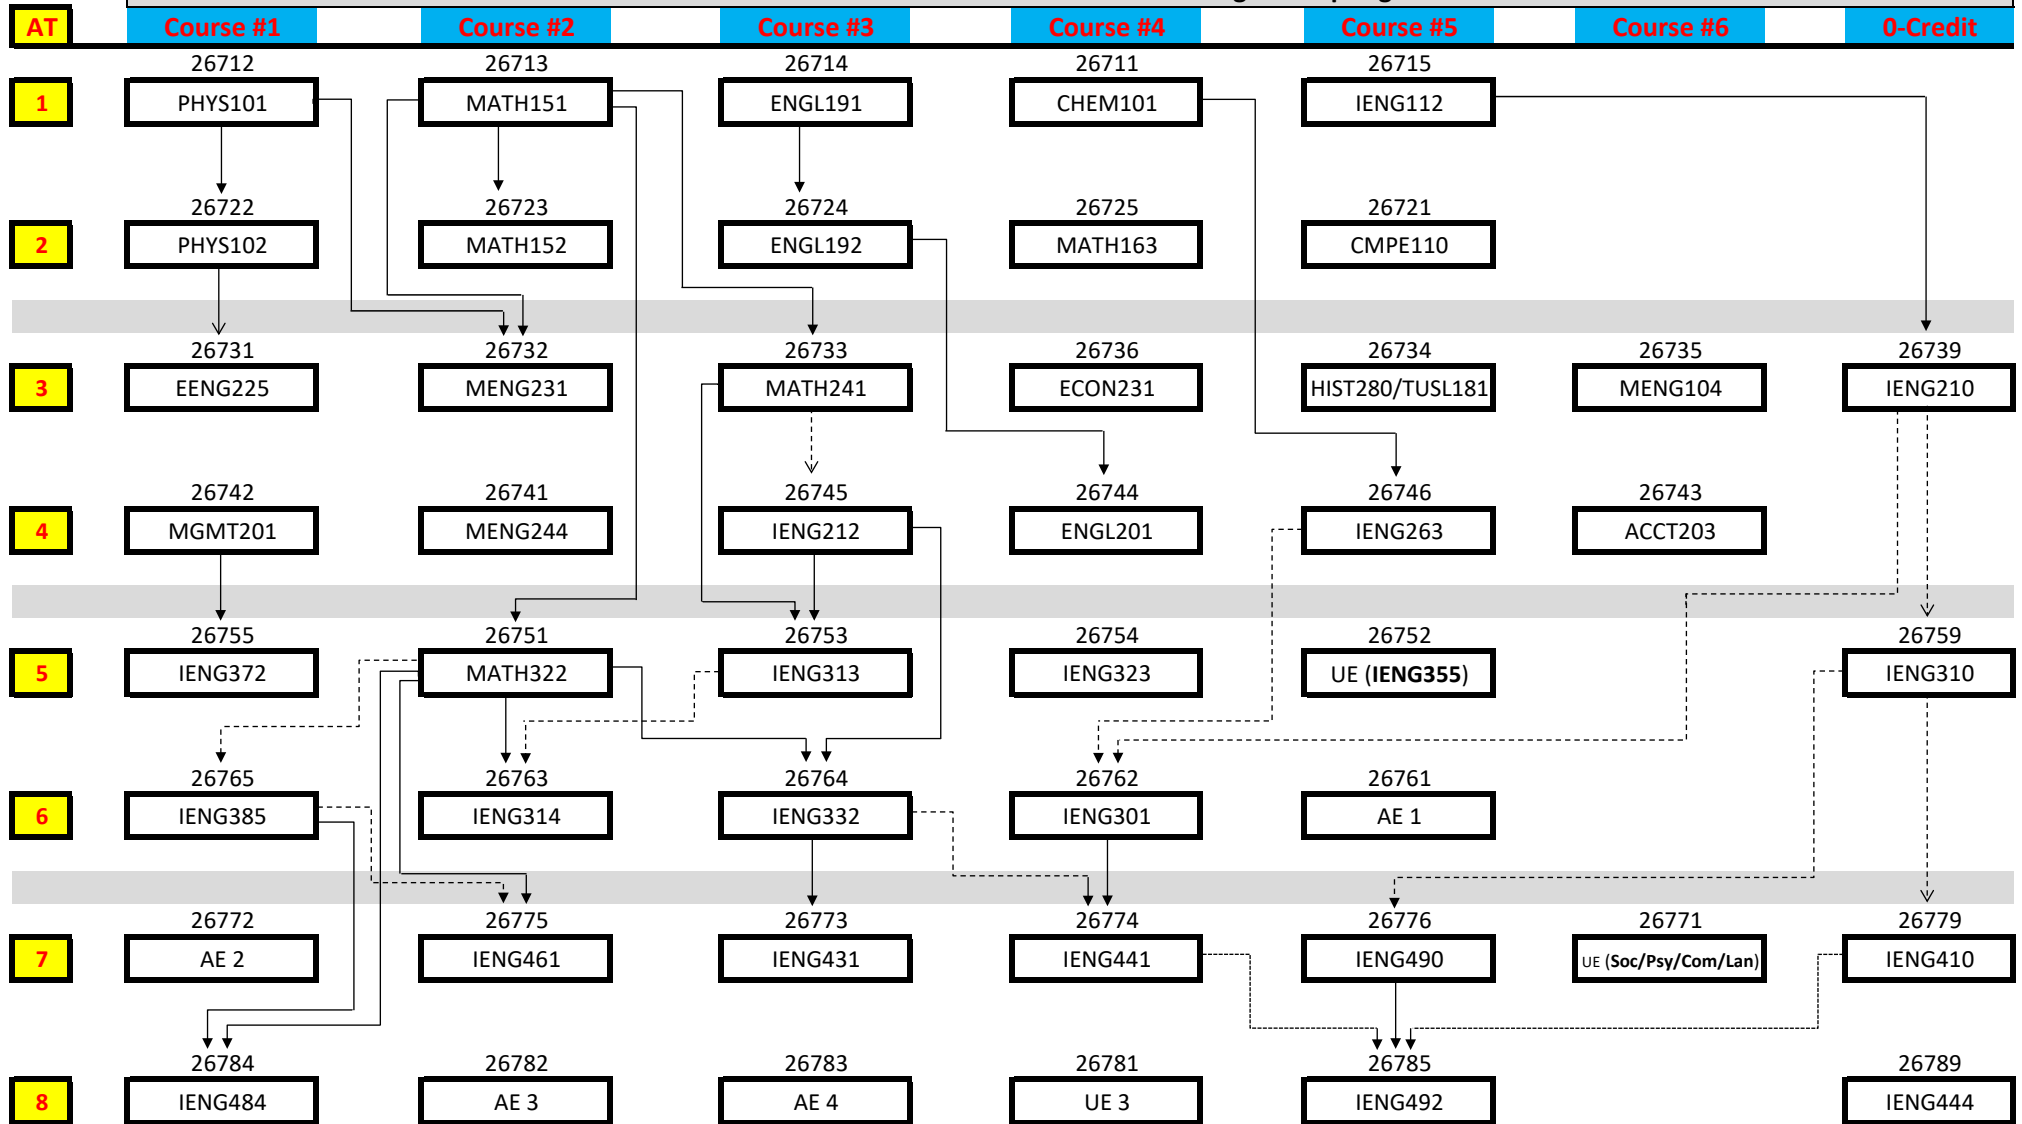 AT Course #1 Course #2 Course #3 Course #4 Course #5 Course #6 0-Credit
26712 26713 26714 26711 26715
1 PHYS101 MATH151 ENGL191 CHEM101 IENG112
26722 26723 26724 26725 26721
2 PHYS102 MATH152 ENGL192 MATH163 CMPE110
26731 26732 26733 26736 26734 26735 26739
3 EENG225 MENG231 MATH241 ECON231 HIST280/TUSL181 MENG104 IENG210
26742 26741 26745 26744 26746 26743
4 MGMT201 MENG244 IENG212 ENGL201 IENG263 ACCT203
26755 26751 26753 26754 26752 26759
5 IENG372 MATH322 IENG313 IENG323 UE (IENG355) IENG310
26765 26763 26764 26762 26761
6 IENG385 IENG314 IENG332 IENG301 AE 1
26772 26775 26773 26774 26776 26771 26779
7 AE 2 IENG461 IENG431 IENG441 IENG490 UE (Soc/Psy/Com/Lan) IENG410
26784 26782 26783 26781 26785 26789
8 IENG484 AE 3 AE 4 UE 3 IENG492 IENG444